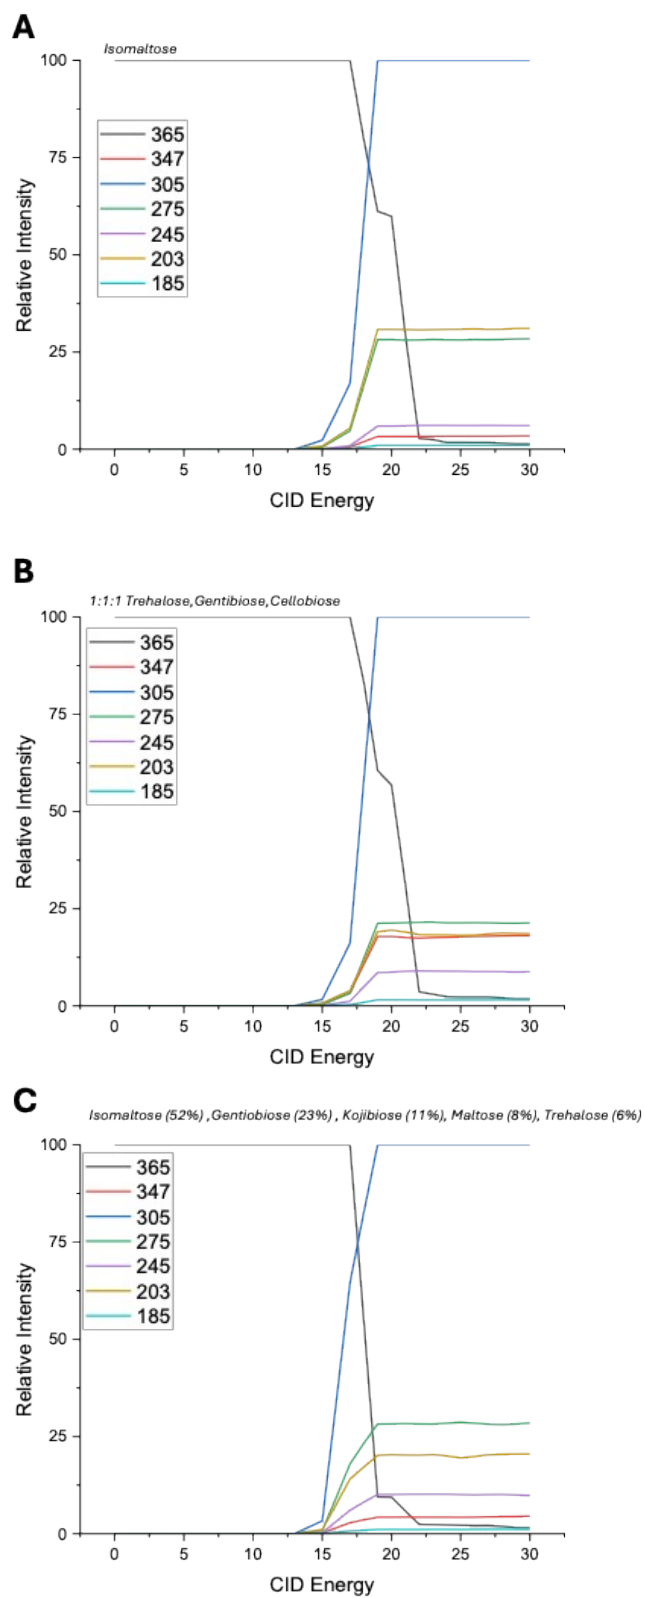 A
Isomaltose
100
365
347
305
275
245
203
185
75
50
25
0
Relative Intensity
0 5 10 15 20 25 30
CID Energy
B
1:1:1 Trehalose,Gentibiose,Cellobiose
100
365
347
305
275
245
203
185
75
50
25
0
Relative Intensity
0 5 10 15 20 25 30
CID Energy
C
Isomaltose (52%) ,Gentiobiose (23%) , Kojibiose (11%), Maltose (8%), Trehalose (6%)
100
365
347
305
275
245
203
185
75
50
25
0
Relative Intensity
0 5 10 15 20 25 30
CID Energy